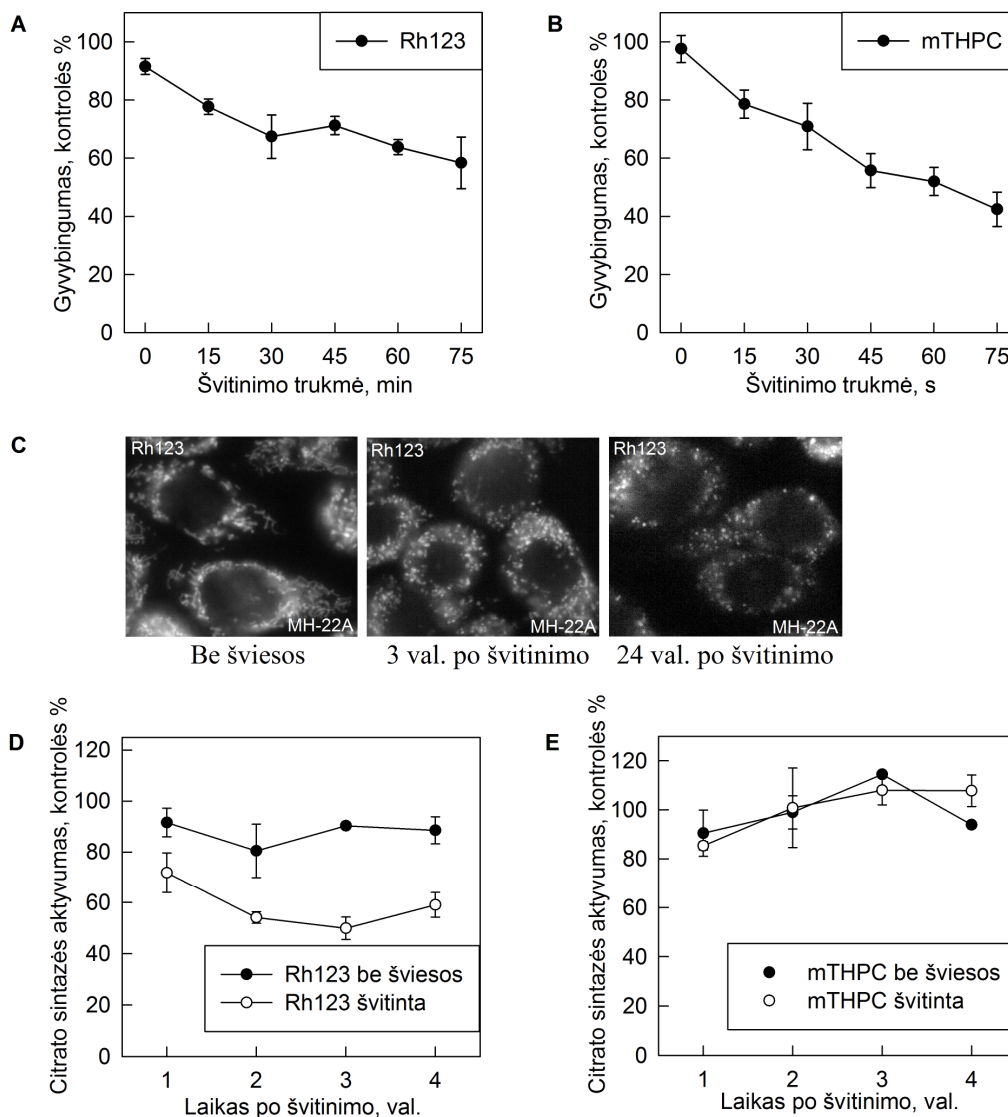 A
Gyvybingumas, kontrolės %
100
80
60
40
20
0
Rh123
0 15 30 45 60 75
Švitinimo trukmė, min
B
Gyvybingumas, kontrolės %
100
80
60
40
20
0
mTHPC
0 15 30 45 60 75
Švitinimo trukmė, s
C
Rh123
MH-22A
Be šviesos
Rh123
MH-22A
3 val. po švitinimo
Rh123
MH-22A
24 val. po švitinimo
D
Citrato sintazės aktyvumas, kontrolės %
120
100
80
60
40
20
0
Rh123 be šviesos
Rh123 švitinta
1 2 3 4
Laikas po švitinimo, val.
E
Citrato sintazės aktyvumas, kontrolės %
120
100
80
60
40
20
0
mTHPC be šviesos
mTHPC švitinta
1 2 3 4
Laikas po švitinimo, val.